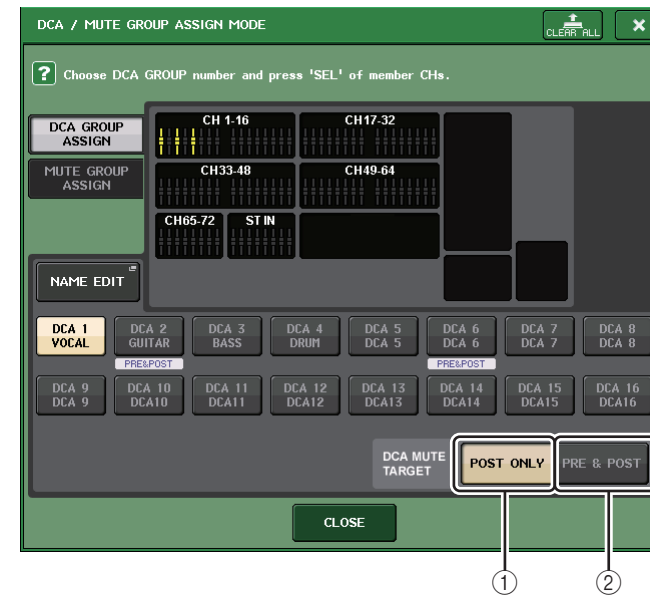 DCA / MUTE GROUP ASSIGN MODE
CLEAR ALL
? Choose DCA GROUP number and press 'SEL' of member CHs.
DCA GROUP
ASSIGN
MUTE GROUP
ASSIGN
CH 1-16
CH17-32
CH33-48
CH49-64
CH65-72
ST IN
NAME EDIT
DCA 1
VOCAL
DCA 2
GUITAR
DCA 3
BASS
DCA 4
DRUM
DCA 5
DCA 5
DCA 6
DCA 6
DCA 7
DCA 7
DCA 8
DCA 8
PRE&POST
PRE&POST
DCA 9
DCA 9
DCA 10
DCA10
DCA 11
DCA11
DCA 12
DCA12
DCA 13
DCA13
DCA 14
DCA14
DCA 15
DCA15
DCA 16
DCA16
DCA MUTE
TARGET
POST ONLY
PRE & POST
CLOSE
①
②